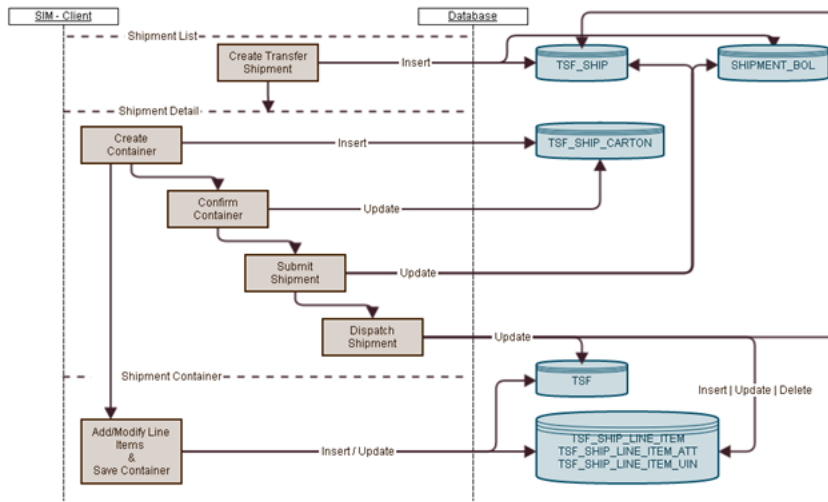 SIM - Client
Database
Shipment List
Create Transfer
Shipment
Insert
TSF_SHIP
SHIPMENT_BOL
Shipment Detail
Create
Container
Insert
TSF_SHIP_CARTON
Confirm
Container
Update
Submit
Shipment
Update
Dispatch
Shipment
Update
Shipment Container
TSF
Insert | Update | Delete
Add/Modify Line
Items
&
Save Container
Insert / Update
TSF_SHIP_LINE_ITEM
TSF_SHIP_LINE_ITEM_ATT
TSF_SHIP_LINE_ITEM_UIN